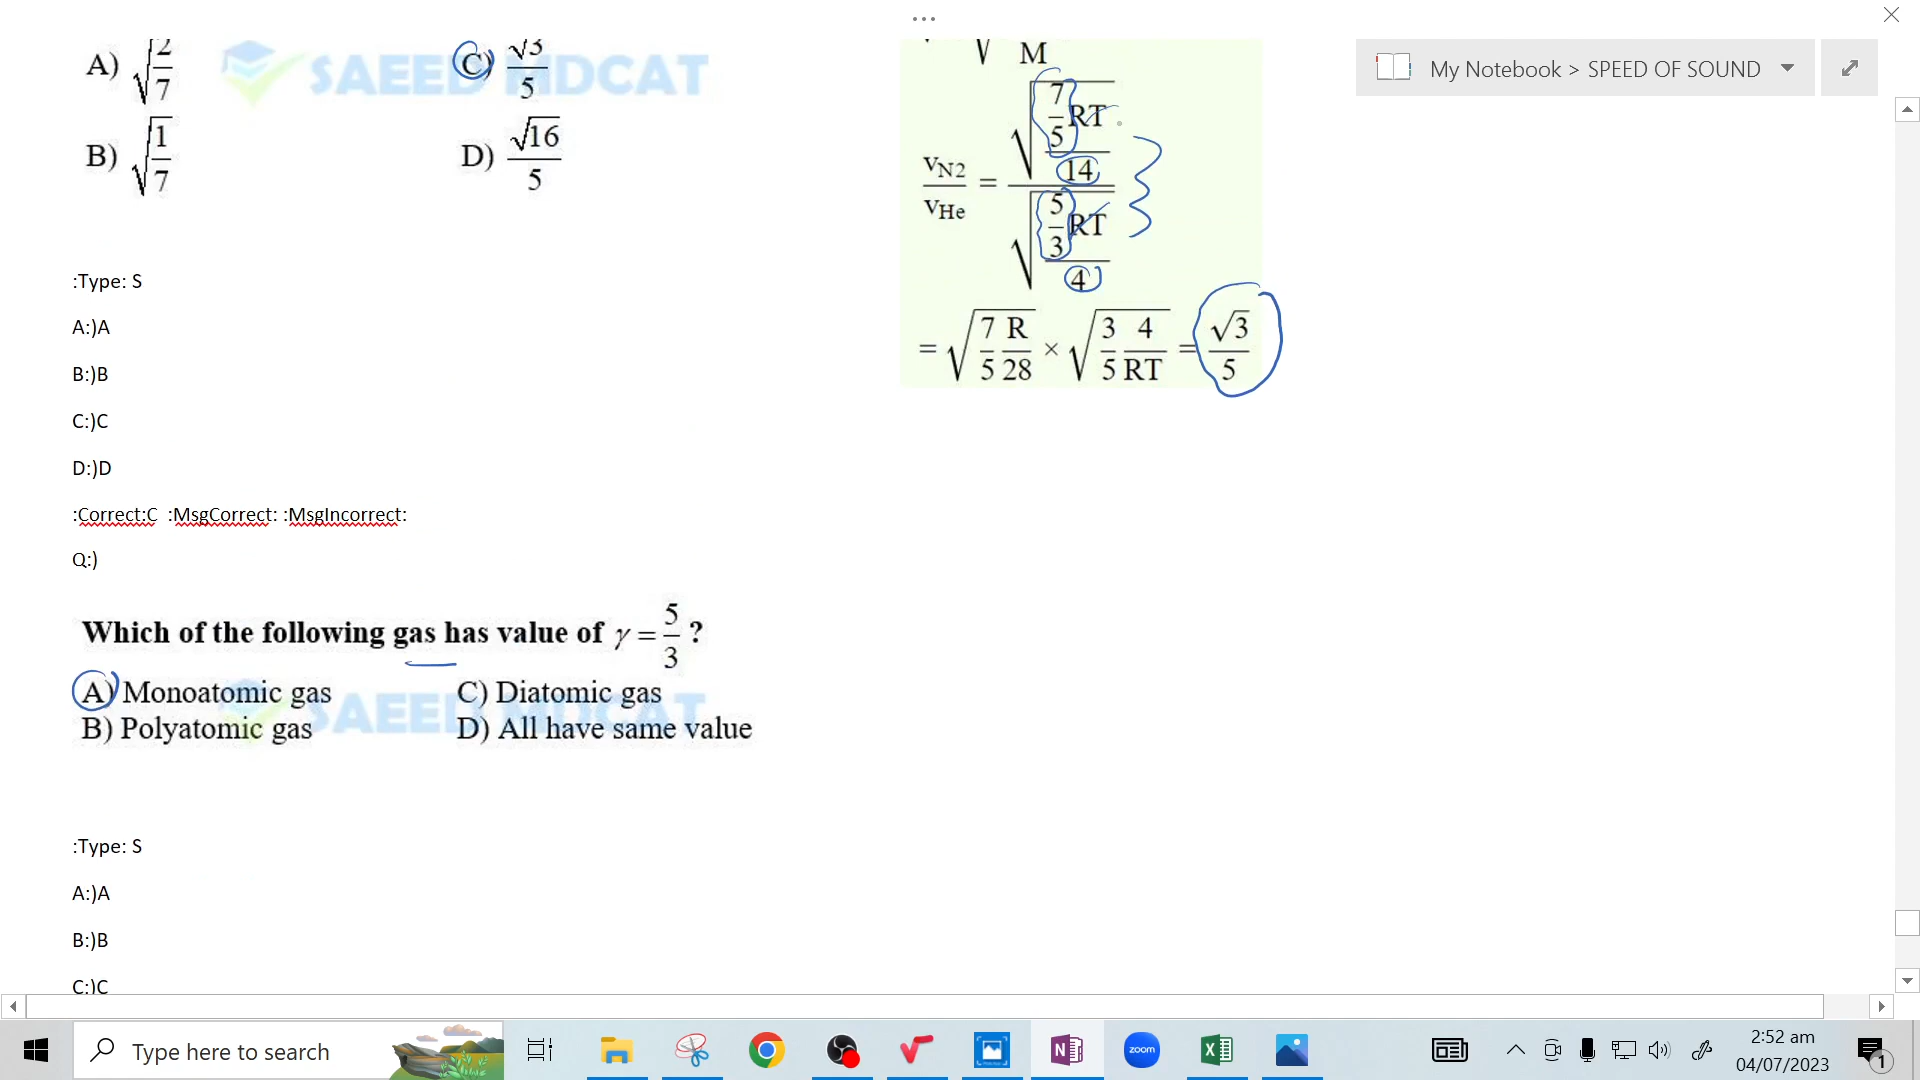 ...
My Notebook > SPEED OF SOUND
A) √2/7
C) √3/5
B) √1/7
D) √16/5
SAEED MDCAT
√ M
vN2/vHe = √(7/5 RT/14) / √(5/3 RT/4)
= √(7/5 R/28) × √(3/5 4/RT) = √3/5
:Type: S
A:)A
B:)B
C:)C
D:)D
:Correct:C :MsgCorrect: :MsgIncorrect:
Q:)
Which of the following gas has value of γ = 5/3 ?
A) Monoatomic gas C) Diatomic gas
B) Polyatomic gas D) All have same value
SAEED MDCAT
:Type: S
A:)A
B:)B
C:)C
Type here to search
zoom
2:52 am
04/07/2023
1